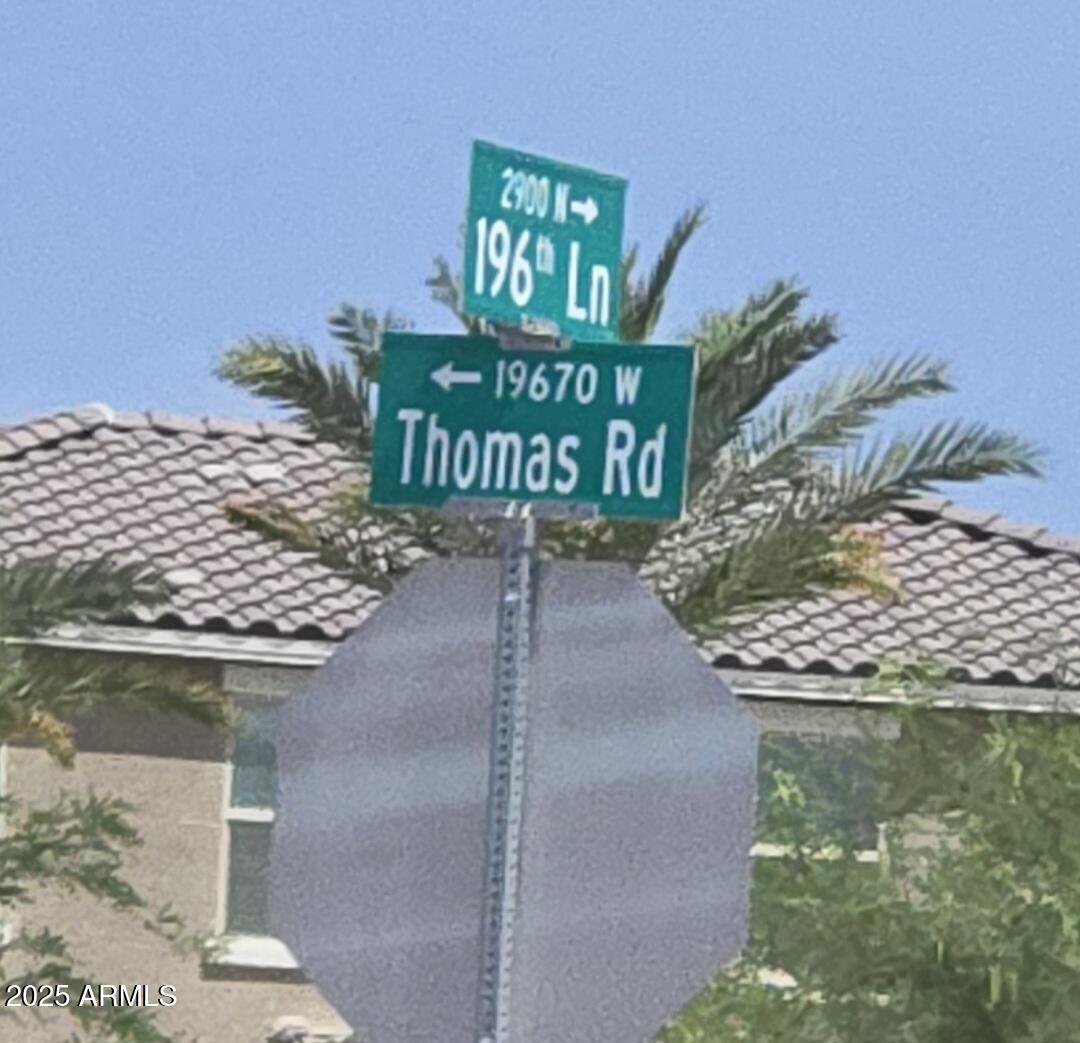 2900 N→
196th Ln
← 19670 W
Thomas Rd
2025 ARMLS